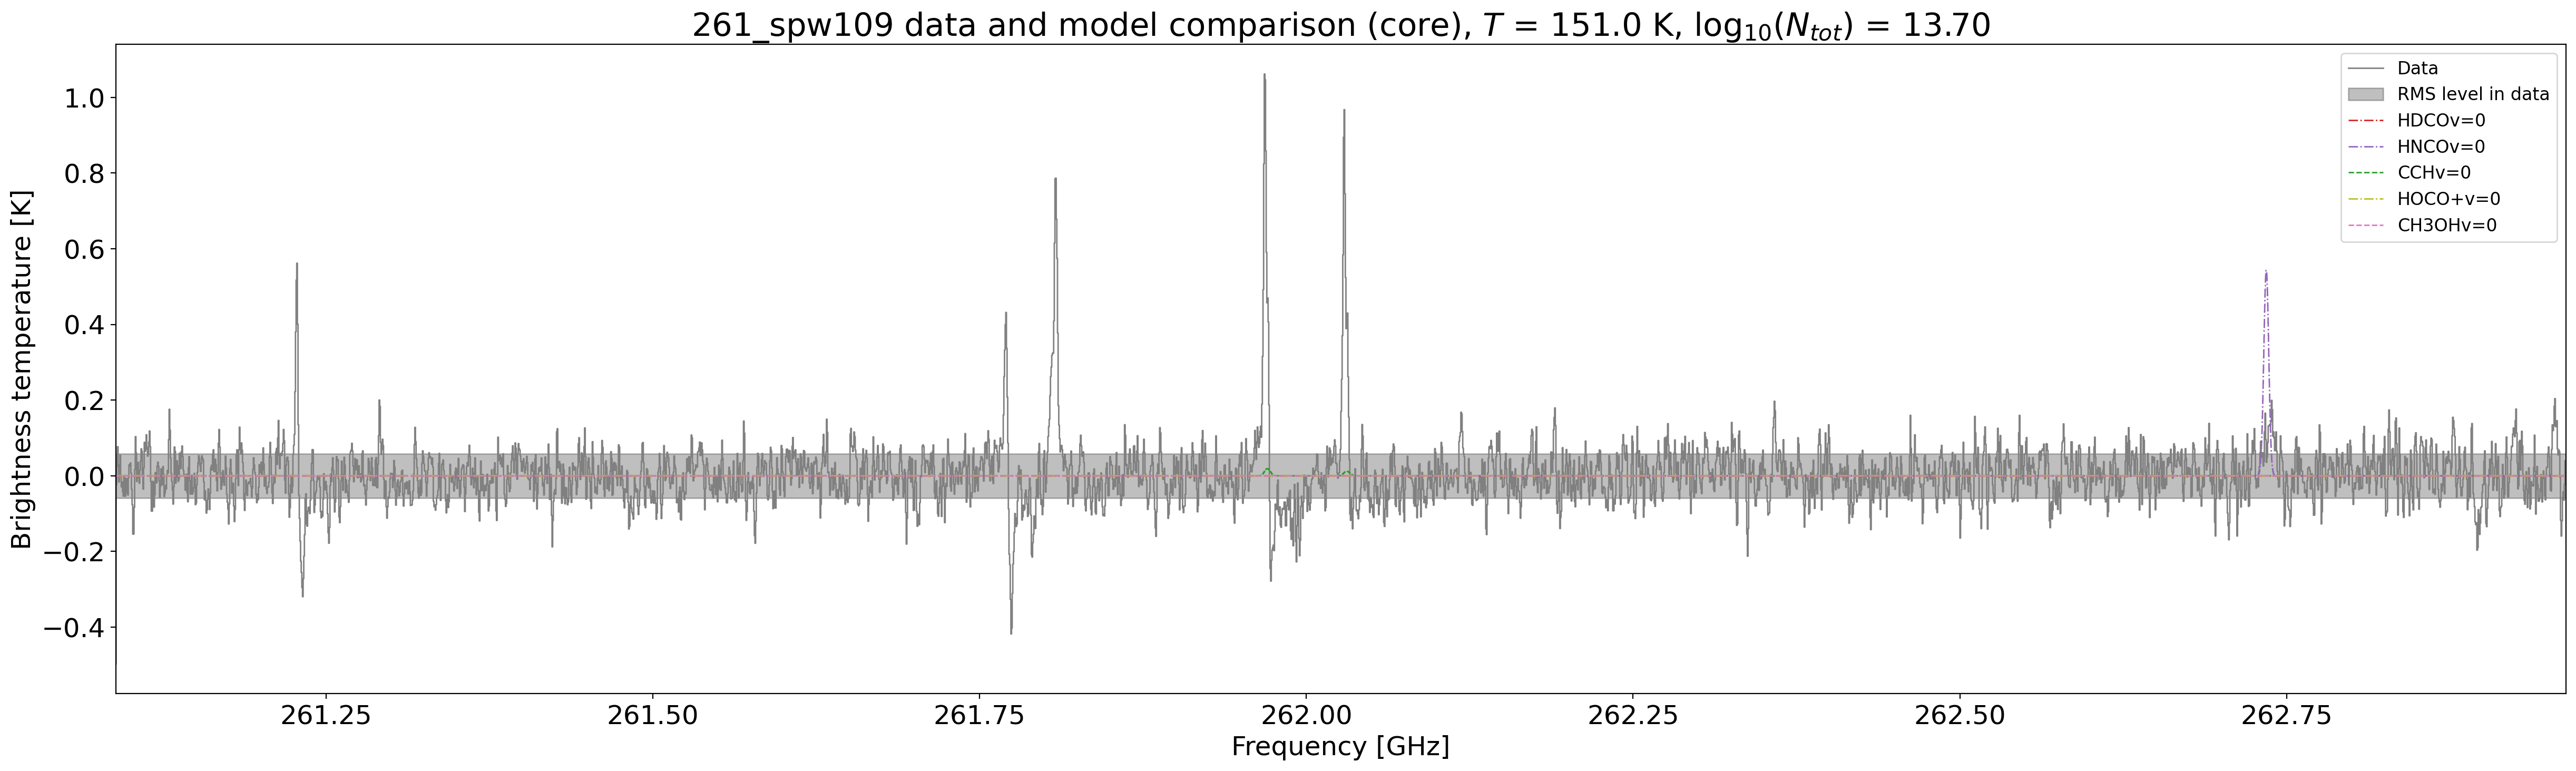 261_spw109 data and model comparison (core), T = 151.0 K, log₁₀(Nₜₒₜ) = 13.70
Data
RMS level in data
HDCOv=0
HNCOv=0
CCHv=0
HOCO+v=0
CH3OHv=0
Brightness temperature [K]
1.0
0.8
0.6
0.4
0.2
0.0
−0.2
−0.4
261.25 261.50 261.75 262.00 262.25 262.50 262.75
Frequency [GHz]